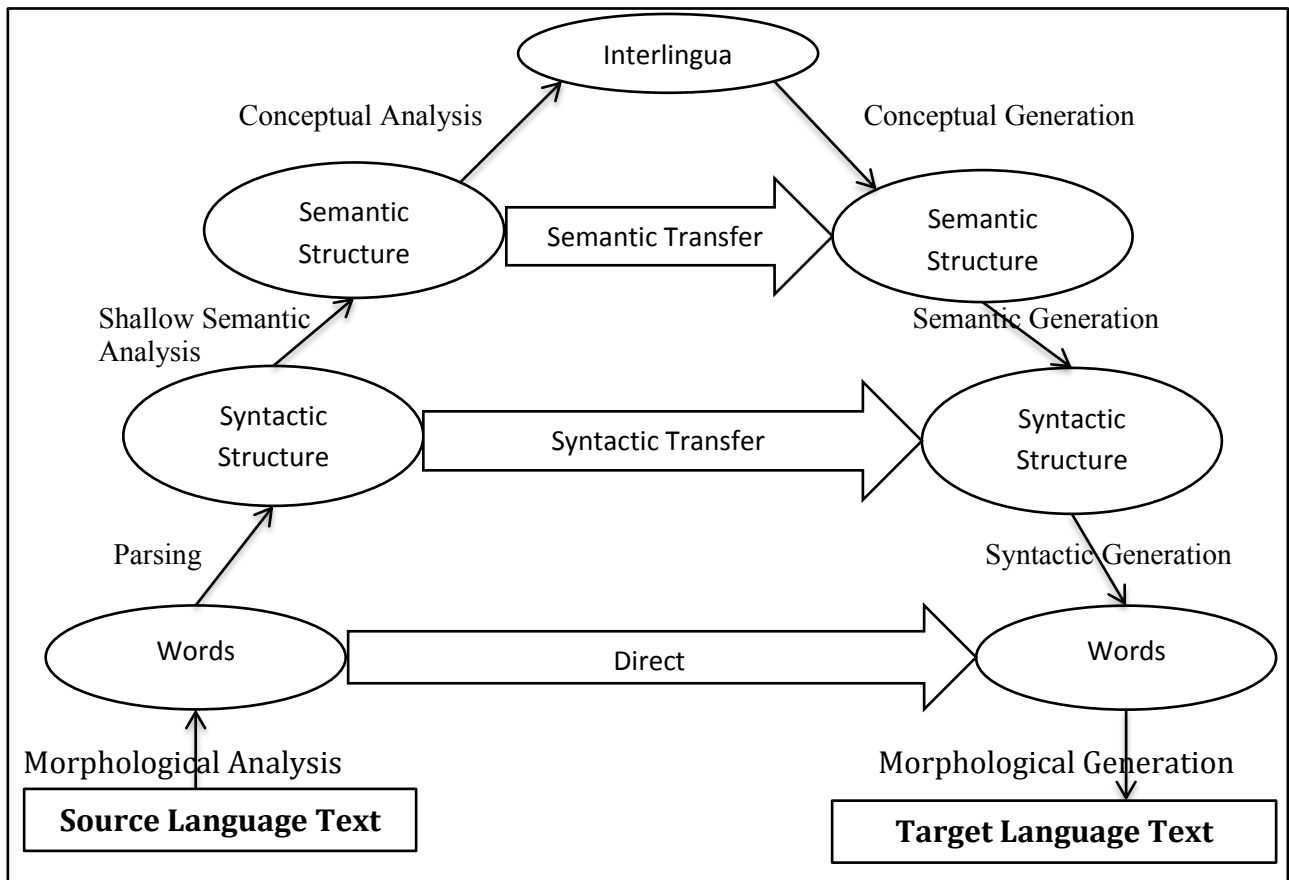 Interlingua
Conceptual Analysis
Conceptual Generation
Semantic
Structure
Semantic Transfer
Semantic
Structure
Shallow Semantic
Analysis
Semantic Generation
Syntactic
Structure
Syntactic Transfer
Syntactic
Structure
Parsing
Syntactic Generation
Words
Direct
Words
Morphological Analysis
Morphological Generation
Source Language Text
Target Language Text